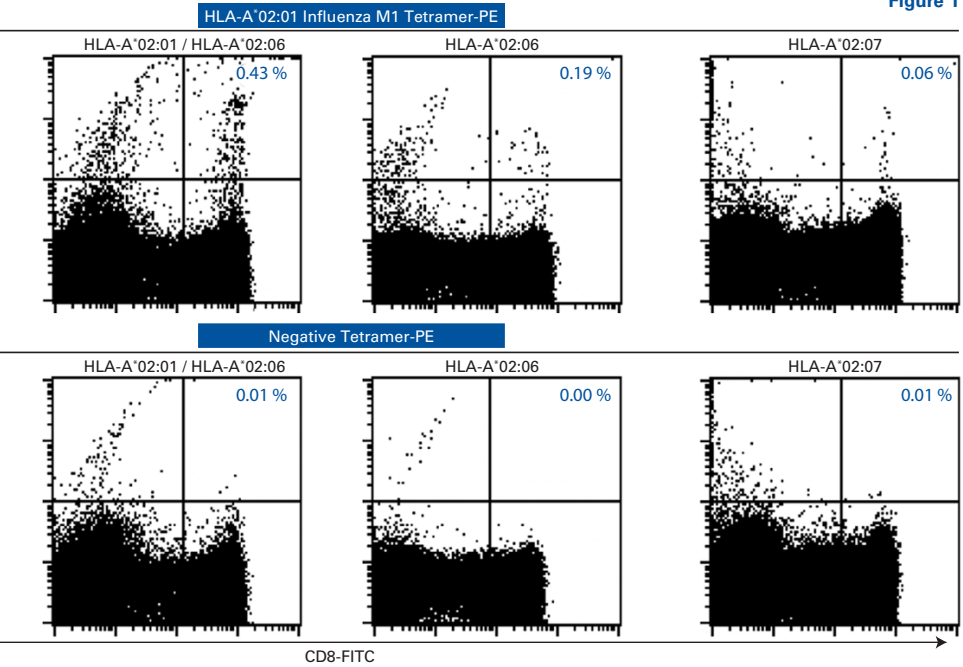 Figure 1
HLA-A*02:01 Influenza M1 Tetramer-PE
HLA-A*02:01 / HLA-A*02:06
HLA-A*02:06
HLA-A*02:07
0.43 %
0.19 %
0.06 %
Negative Tetramer-PE
HLA-A*02:01 / HLA-A*02:06
HLA-A*02:06
HLA-A*02:07
0.01 %
0.00 %
0.01 %
CD8-FITC